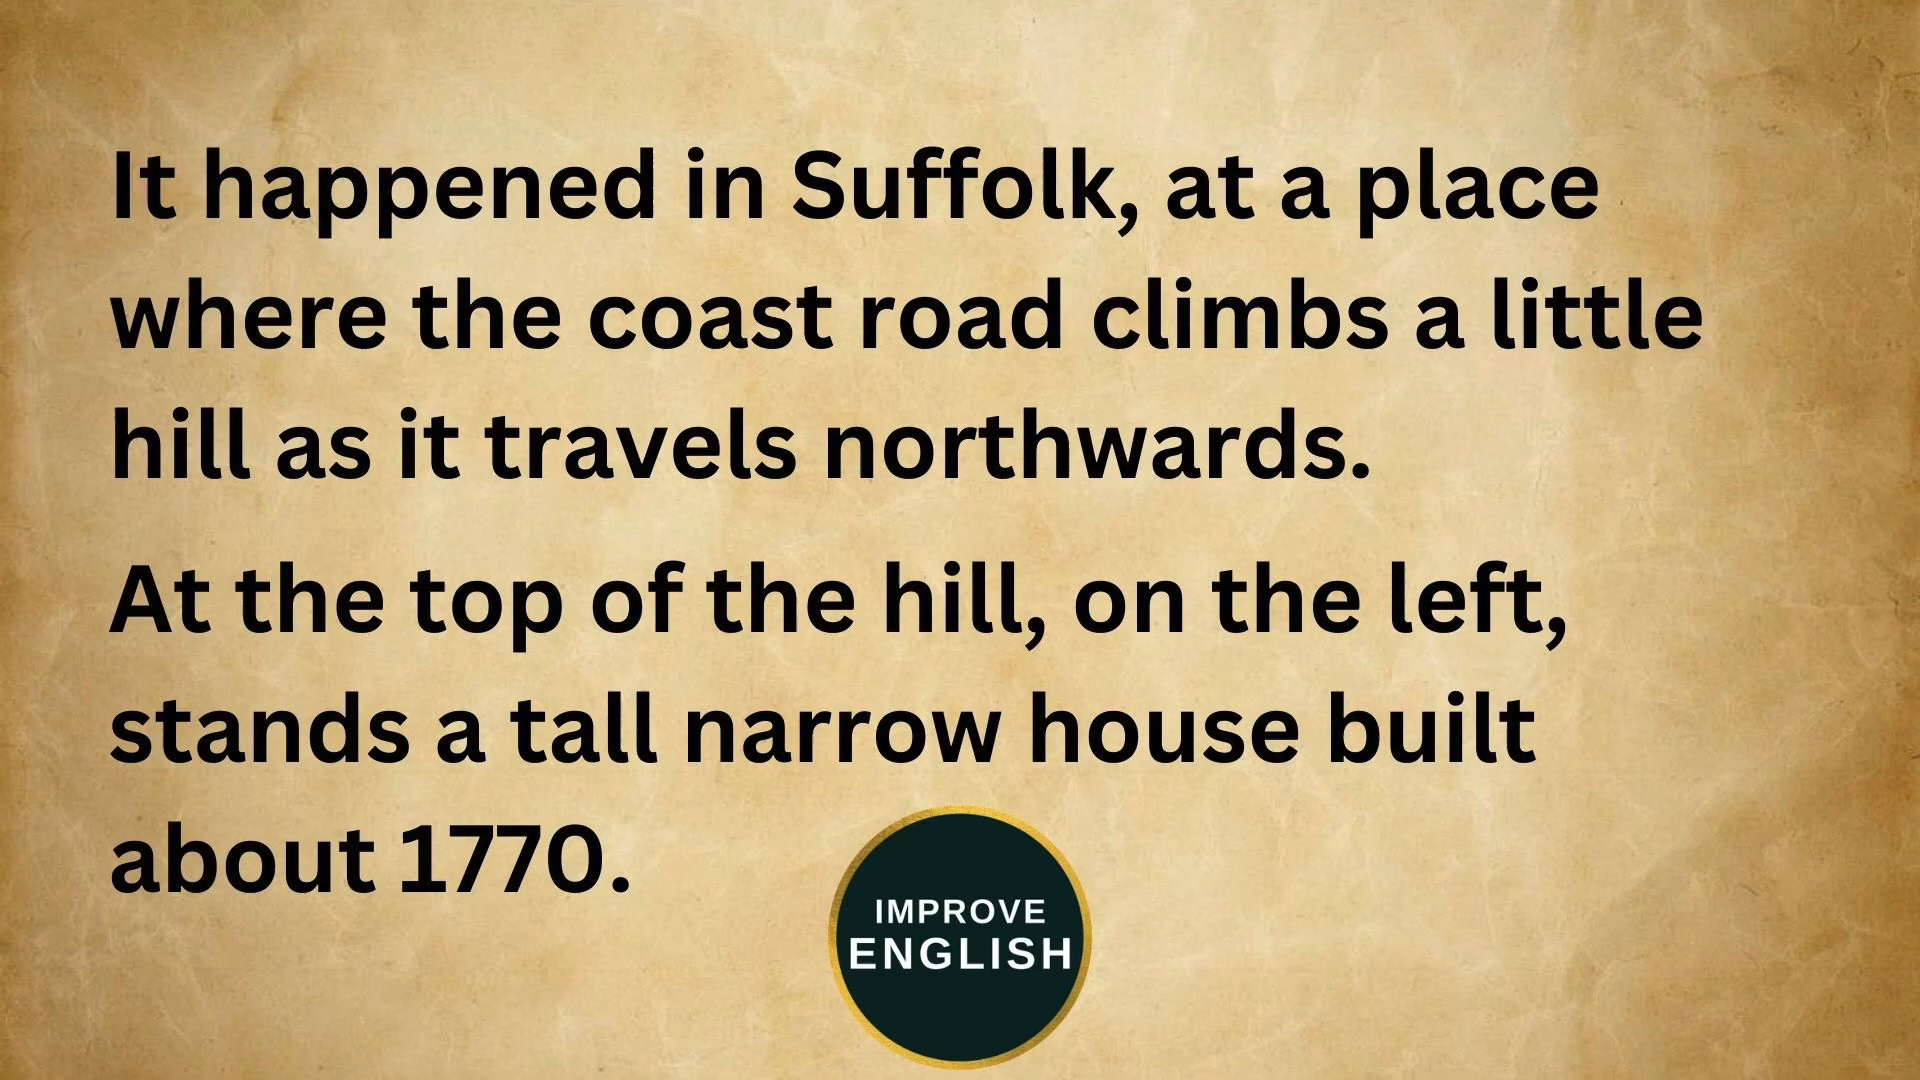 It happened in Suffolk, at a place
where the coast road climbs a little
hill as it travels northwards.
At the top of the hill, on the left,
stands a tall narrow house built
about 1770.
IMPROVE
ENGLISH